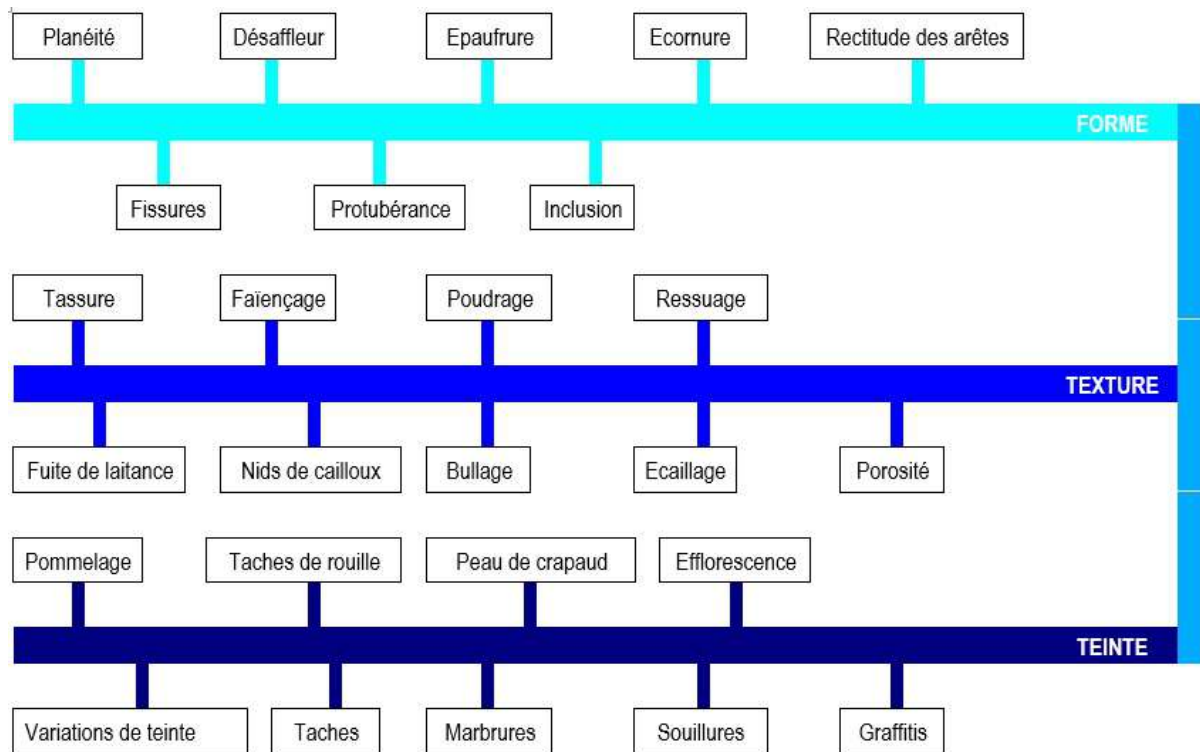 Planéité
Désaffleur
Epaufrure
Ecornure
Rectitude des arêtes
FORME
Fissures
Protubérance
Inclusion
Tassure
Faïençage
Poudrage
Ressuage
TEXTURE
Fuite de laitance
Nids de cailloux
Bullage
Ecaillage
Porosité
Pommelage
Taches de rouille
Peau de crapaud
Efflorescence
TEINTE
Variations de teinte
Taches
Marbrures
Souillures
Graffitis